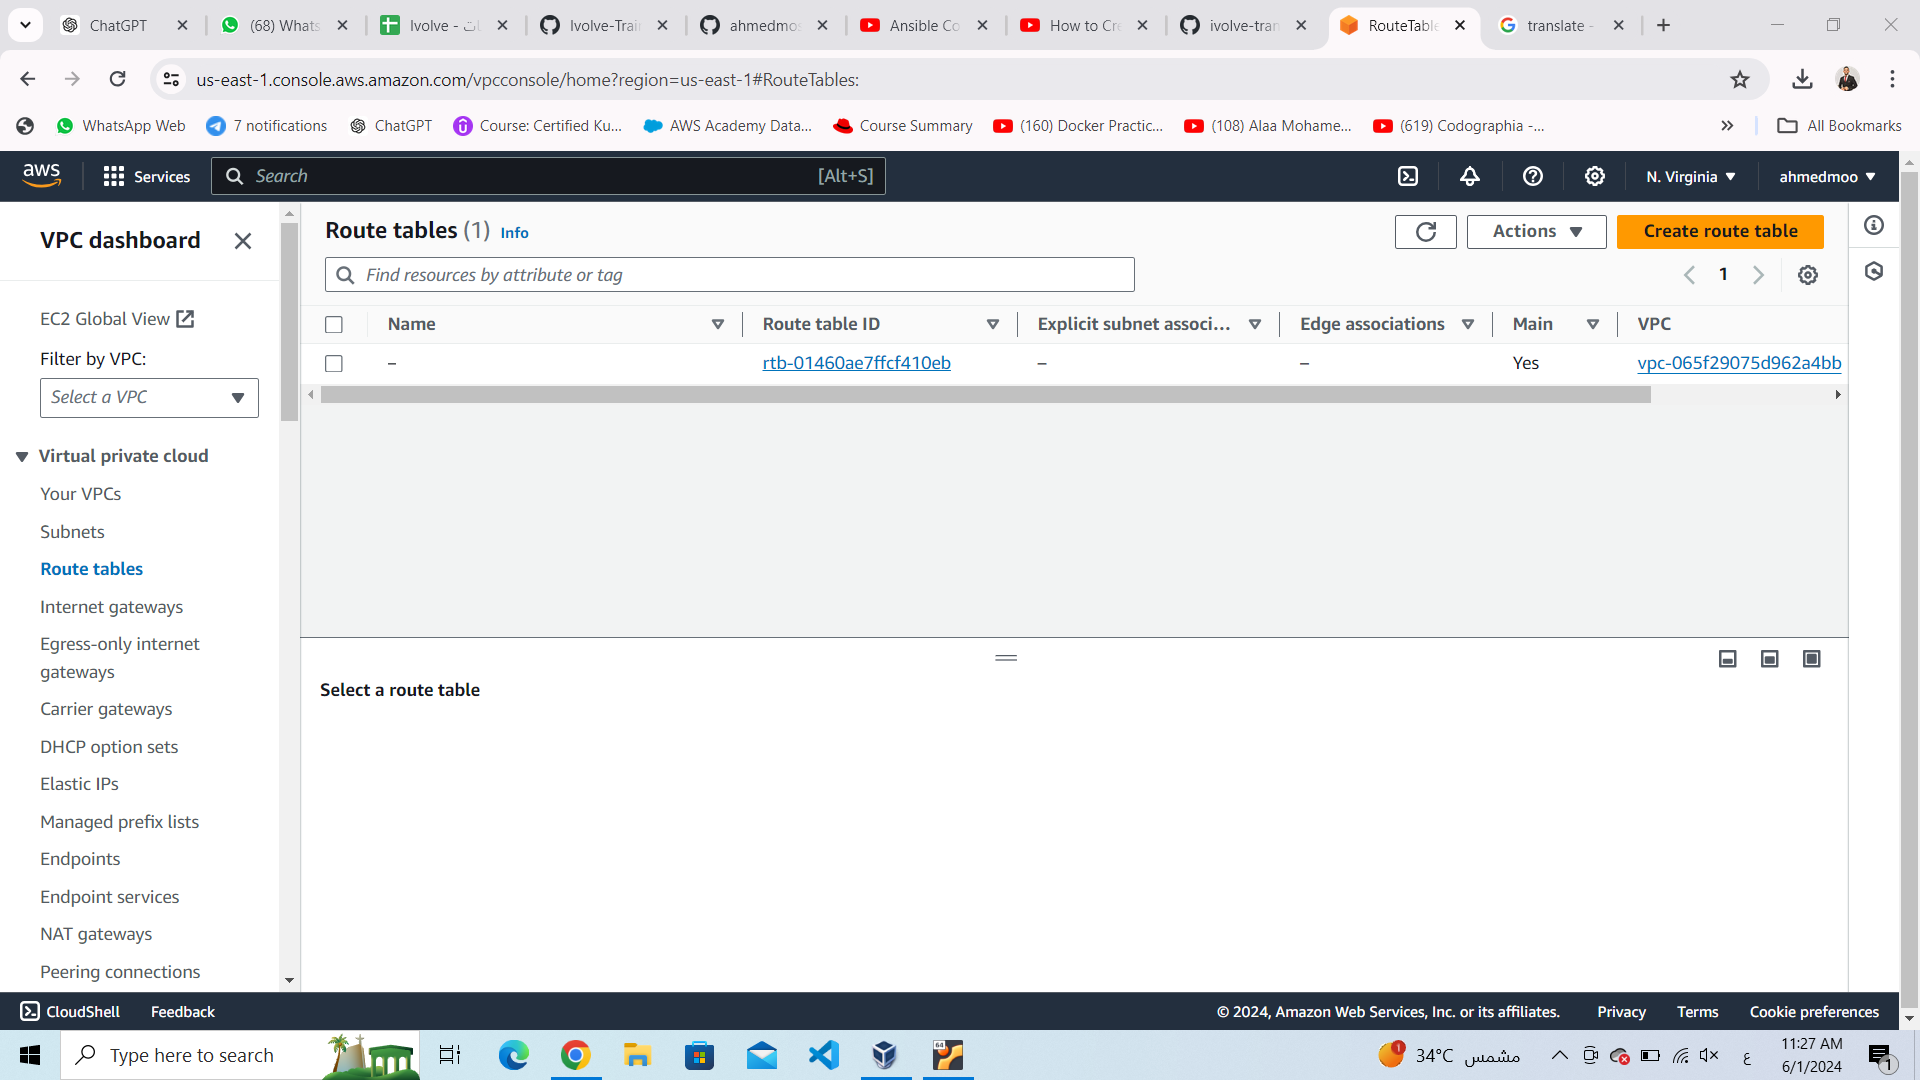 ChatGPT
(68) Whats
Ivolve - ات
Ivolve-Trai
ahmedmos
Ansible Co
How to Cre
ivolve-tran
RouteTable
translate -
us-east-1.console.aws.amazon.com/vpcconsole/home?region=us-east-1#RouteTables:
WhatsApp Web
7 notifications
ChatGPT
Course: Certified Ku...
AWS Academy Data...
Course Summary
(160) Docker Practic...
(108) Alaa Mohame...
(619) Codographia -...
All Bookmarks
aws
Services
Search
[Alt+S]
N. Virginia
ahmedmoo
VPC dashboard
EC2 Global View
Filter by VPC:
Select a VPC
Virtual private cloud
Your VPCs
Subnets
Route tables
Internet gateways
Egress-only internet
gateways
Carrier gateways
DHCP option sets
Elastic IPs
Managed prefix lists
Endpoints
Endpoint services
NAT gateways
Peering connections
Route tables (1) Info
Actions
Create route table
Find resources by attribute or tag
1
Name
Route table ID
Explicit subnet associ...
Edge associations
Main
VPC
–
rtb-01460ae7ffcf410eb
–
–
Yes
vpc-065f29075d962a4bb
Select a route table
CloudShell
Feedback
© 2024, Amazon Web Services, Inc. or its affiliates.
Privacy
Terms
Cookie preferences
Type here to search
64
1
34°C مشمس
ع
11:27 AM
6/1/2024
1